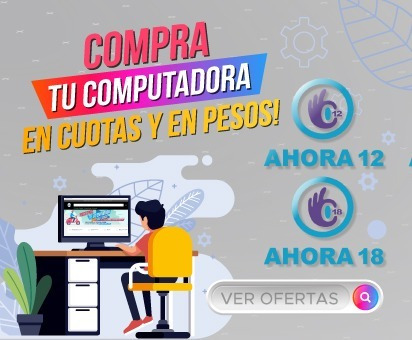 COMPRA
TU COMPUTADORA
EN CUOTAS Y EN PESOS!
12
AHORA 12
18
AHORA 18
VER OFERTAS